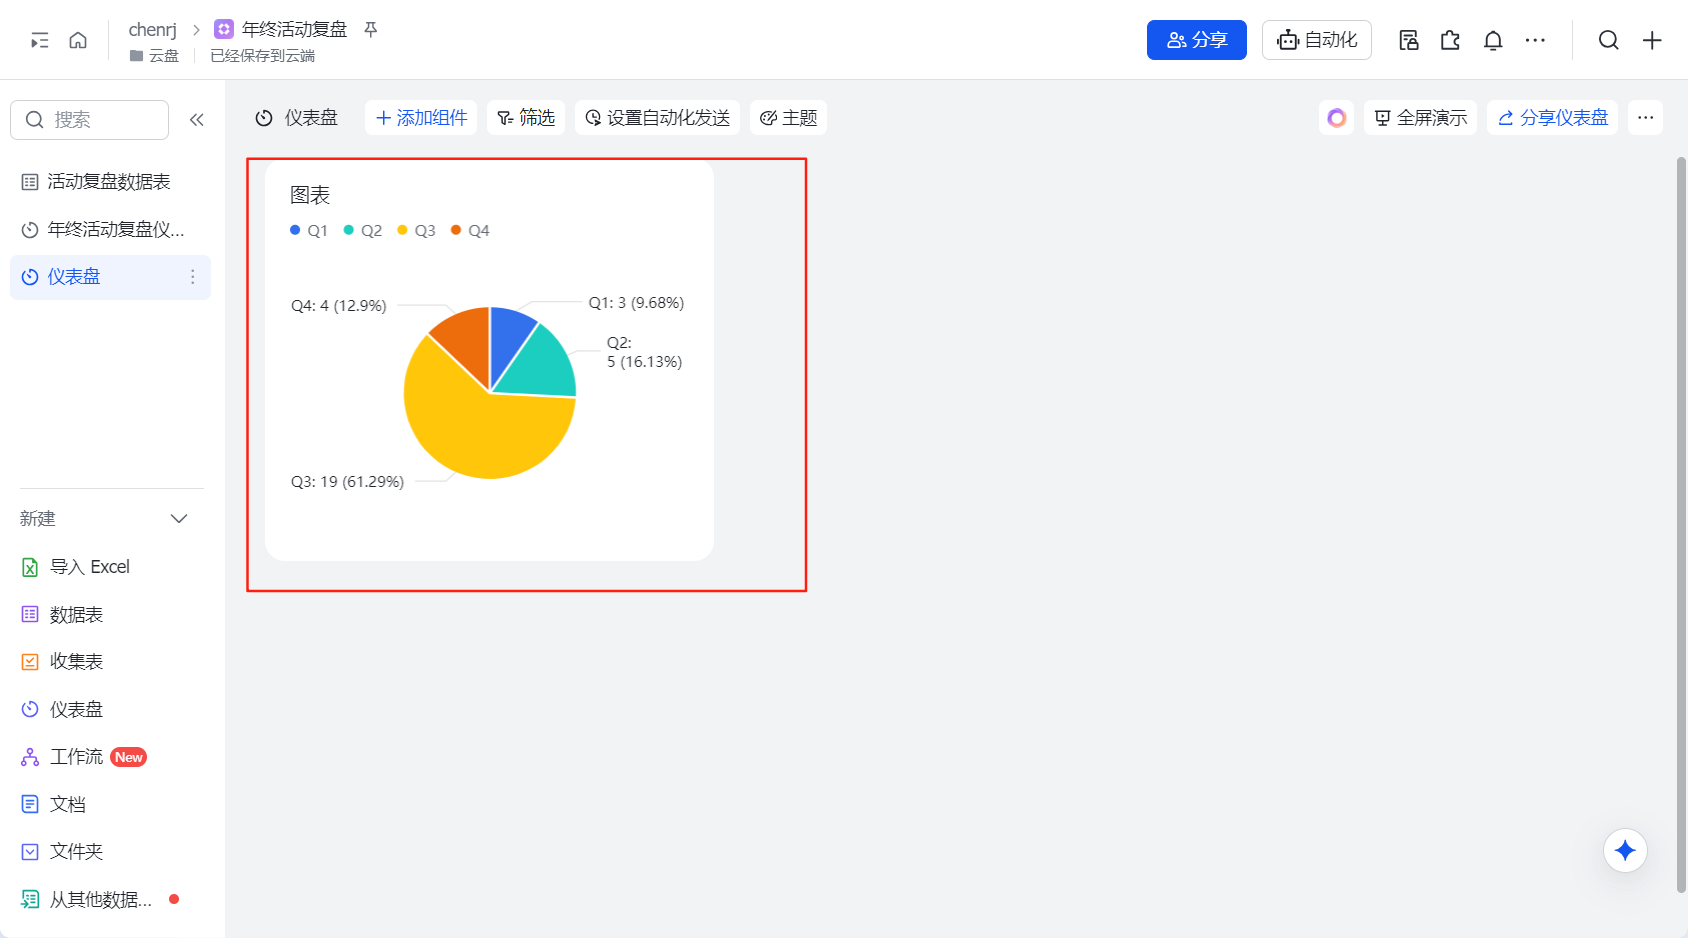 chenrj
年终活动复盘
云盘
已经保存到云端
分享
自动化
搜索
活动复盘数据表
年终活动复盘仪...
仪表盘
新建
导入 Excel
数据表
收集表
仪表盘
工作流 New
文档
文件夹
从其他数据...
仪表盘
添加组件
筛选
设置自动化发送
主题
全屏演示
分享仪表盘
图表
Q1 Q2 Q3 Q4
Q4: 4 (12.9%)
Q1: 3 (9.68%)
Q2:
5 (16.13%)
Q3: 19 (61.29%)